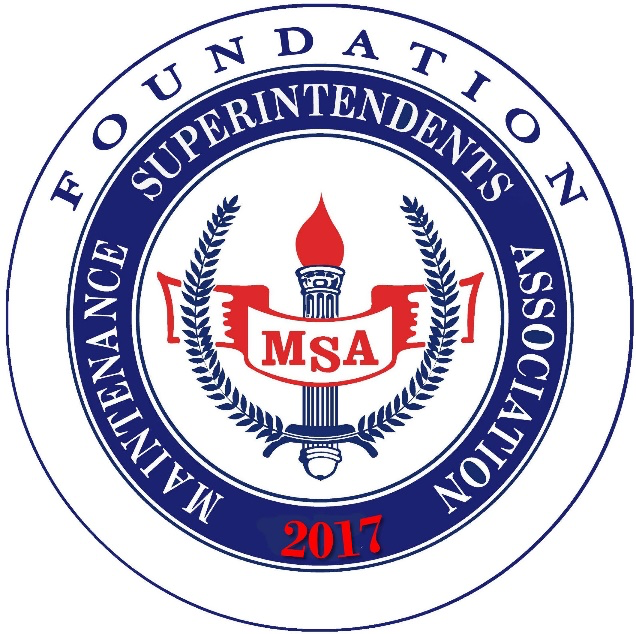 FOUNDATION
MAINTENANCE SUPERINTENDENTS ASSOCIATION
MSA
2017